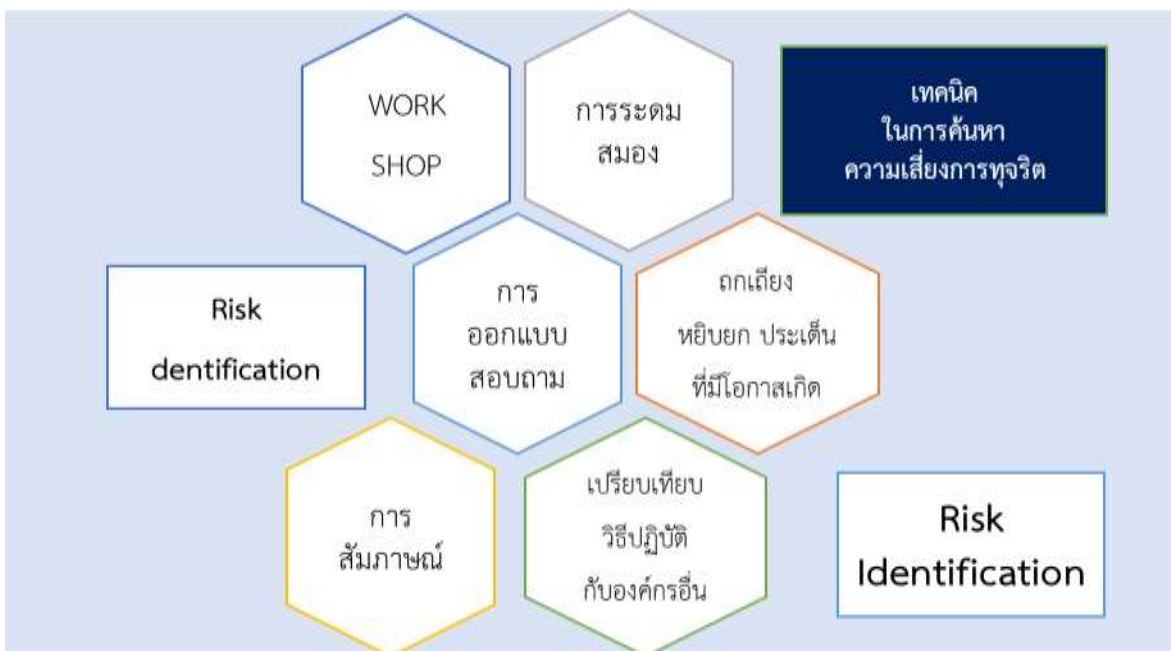 WORK
SHOP
การระดม
สมอง
เทคนิค
ในการค้นหา
ความเสี่ยงการทุจริต
Risk
dentification
การ
ออกแบบ
สอบถาม
ถกเถียง
หยิบยก ประเด็น
ที่มีโอกาสเกิด
การ
สัมภาษณ์
เปรียบเทียบ
วิธีปฏิบัติ
กับองค์กรอื่น
Risk
Identification